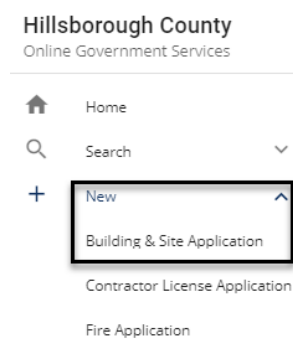 Hillsborough County
Online Government Services
Home
Search
New
Building & Site Application
Contractor License Application
Fire Application